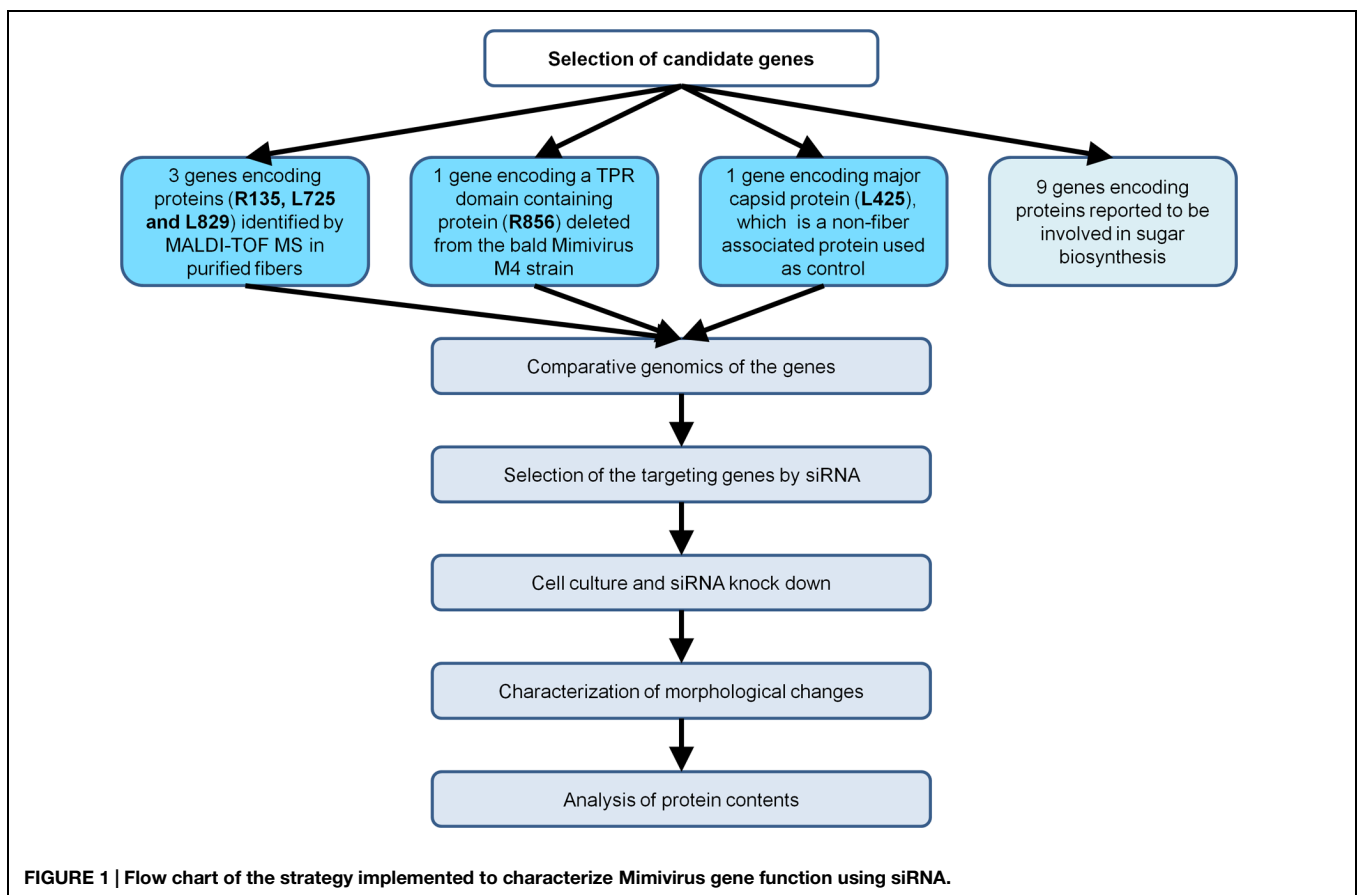 Selection of candidate genes
3 genes encoding
proteins (R135, L725
and L829) identified by
MALDI-TOF MS in
purified fibers
1 gene encoding a TPR
domain containing
protein (R856) deleted
from the bald Mimivirus
M4 strain
1 gene encoding major
capsid protein (L425),
which is a non-fiber
associated protein used
as control
9 genes encoding
proteins reported to be
involved in sugar
biosynthesis
Comparative genomics of the genes
Selection of the targeting genes by siRNA
Cell culture and siRNA knock down
Characterization of morphological changes
Analysis of protein contents
FIGURE 1 | Flow chart of the strategy implemented to characterize Mimivirus gene function using siRNA.